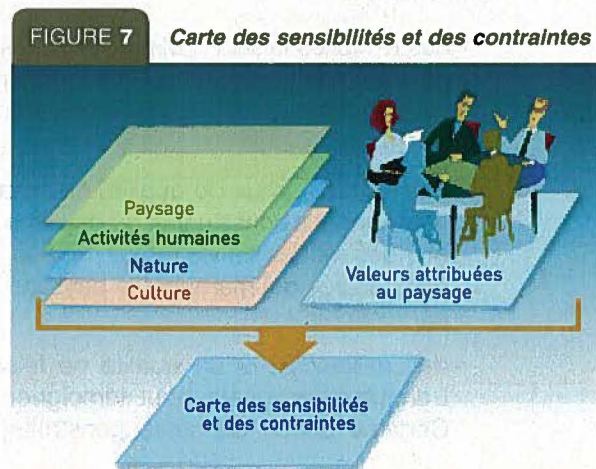 FIGURE 7
Carte des sensibilités et des contraintes
Paysage
Activités humaines
Nature
Culture
Valeurs attribuées
au paysage
Carte des sensibilités
et des contraintes